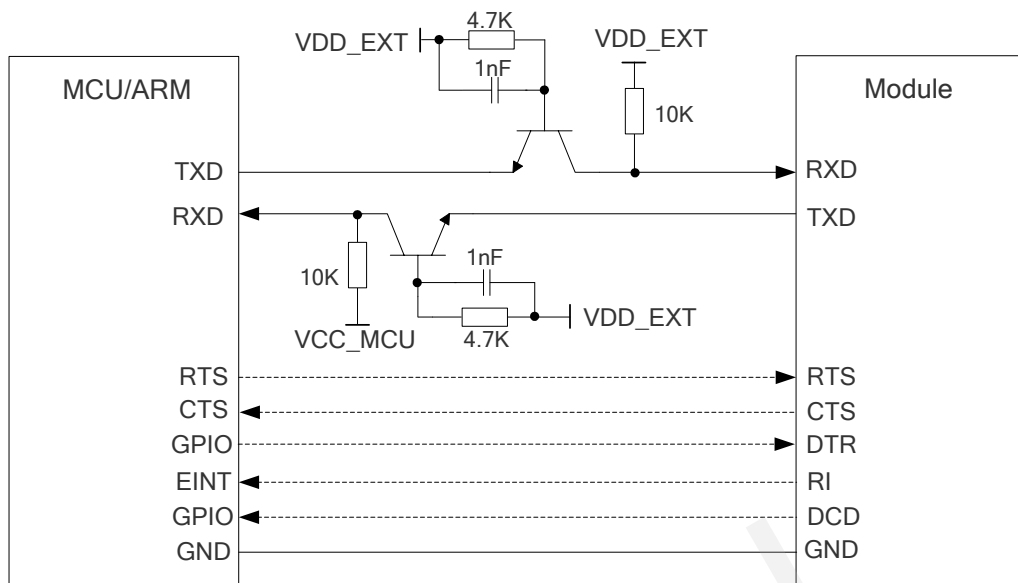 4.7K
VDD_EXT
VDD_EXT
1nF
MCU/ARM
Module
10K
TXD
RXD
RXD
TXD
1nF
10K
VDD_EXT
VCC_MCU
4.7K
RTS
RTS
CTS
CTS
GPIO
DTR
EINT
RI
GPIO
DCD
GND
GND